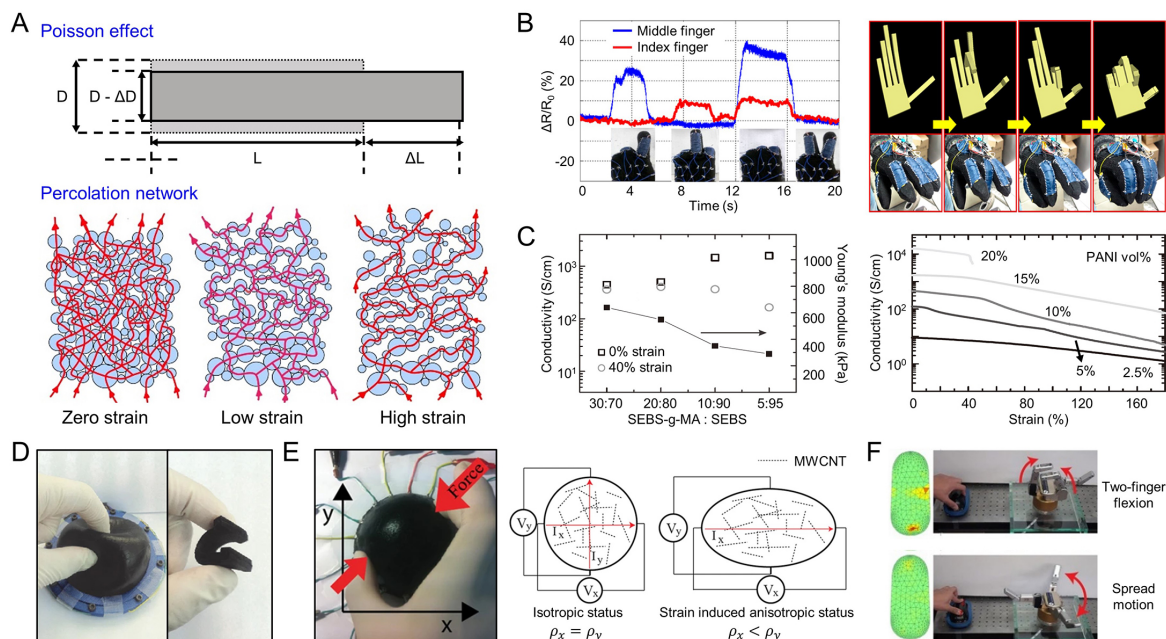 A
Poisson effect
D
D - ΔD
L
ΔL
Percolation network
Zero strain
Low strain
High strain
B
Middle finger
Index finger
ΔR/R0 (%)
40
20
0
-20
0
4
8
12
16
20
Time (s)
C
Conductivity (S/cm)
10³
10²
10¹
0% strain
40% strain
Young's modulus (kPa)
1000
800
600
400
200
30:70
20:80
10:90
5:95
SEBS-g-MA : SEBS
Conductivity (S/cm)
10⁴
10²
10⁰
PANI vol%
20%
15%
10%
5%
2.5%
0
40
80
120
160
Strain (%)
D
E
Force
y
x
MWCNT
Vy
Ix
Iy
Vx
Isotropic status
ρx = ρy
Vy
Ix
Vx
Strain induced anisotropic status
ρx < ρy
F
Two-finger
flexion
Spread
motion